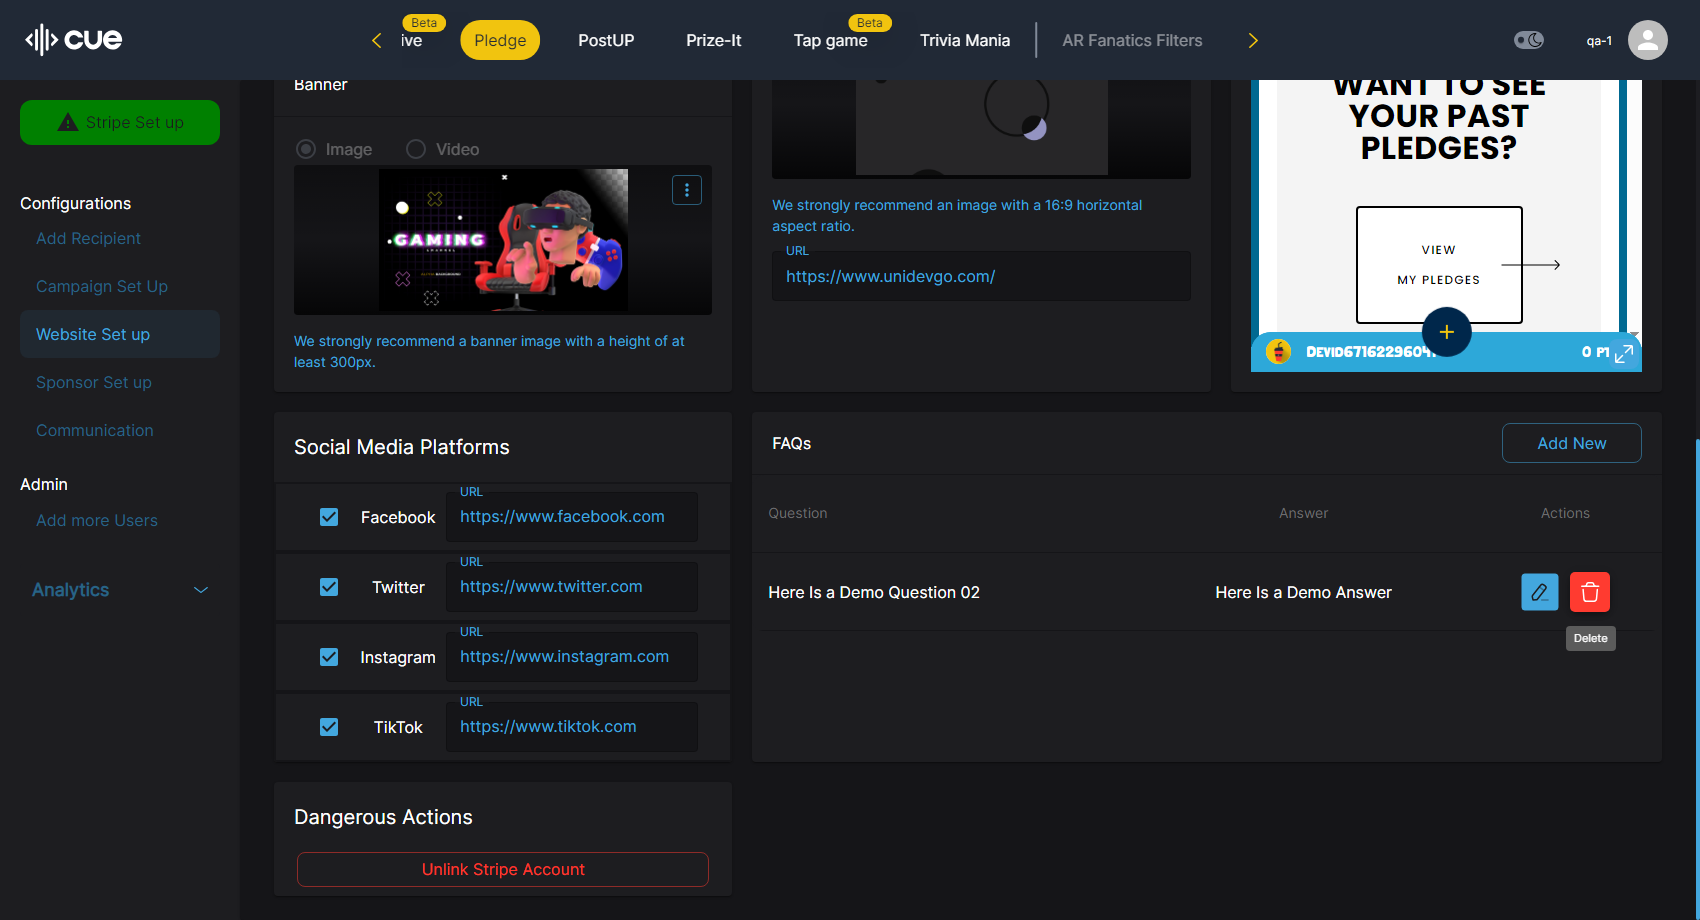 cue
Beta
ive
Pledge
PostUP
Prize-It
Beta
Tap game
Trivia Mania
AR Fanatics Filters
qa-1
Stripe Set up
Configurations
Add Recipient
Campaign Set Up
Website Set up
Sponsor Set up
Communication
Admin
Add more Users
Analytics
Banner
Image
Video
GAMING
CHANNEL
We strongly recommend a banner image with a height of at
least 300px.
We strongly recommend an image with a 16:9 horizontal
aspect ratio.
URL
https://www.unidevgo.com/
WANT TO SEE
YOUR PAST
PLEDGES?
VIEW
MY PLEDGES
DEVID6716229604
0 PT
Social Media Platforms
Facebook
URL
https://www.facebook.com
Twitter
URL
https://www.twitter.com
Instagram
URL
https://www.instagram.com
TikTok
URL
https://www.tiktok.com
FAQs
Add New
Question Answer Actions
Here Is a Demo Question 02 Here Is a Demo Answer
Delete
Dangerous Actions
Unlink Stripe Account